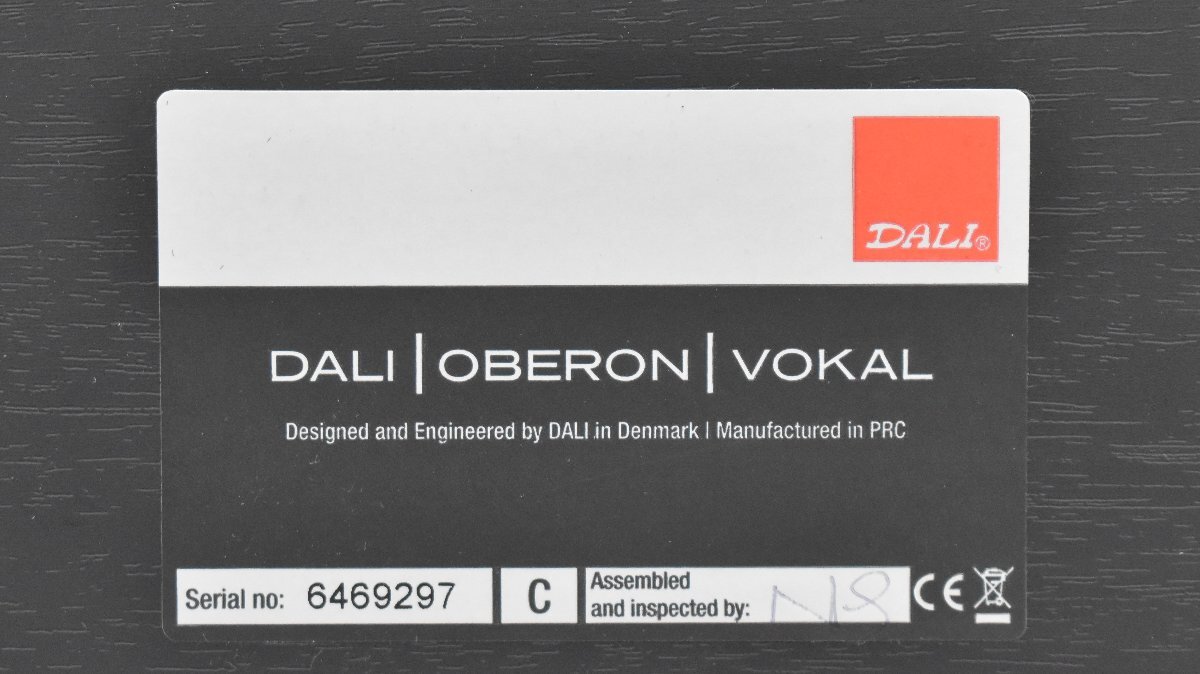 DALI®
DALI | OBERON | VOKAL
Designed and Engineered by DALI in Denmark | Manufactured in PRC
Serial no: 6469297
C
Assembled
and inspected by: NS
CE